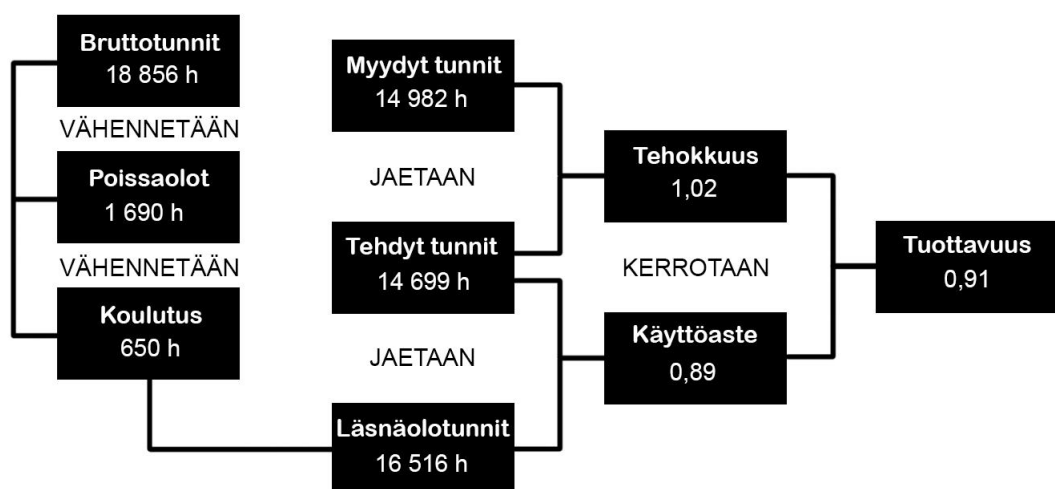 Bruttotunnit
18 856 h
VÄHENNETÄÄN
Poissaolot
1 690 h
VÄHENNETÄÄN
Koulutus
650 h
Myydyt tunnit
14 982 h
JAETAAN
Tehdyt tunnit
14 699 h
JAETAAN
Läsnäolotunnit
16 516 h
Tehokkuus
1,02
KERROTAAN
Käyttöaste
0,89
Tuottavuus
0,91